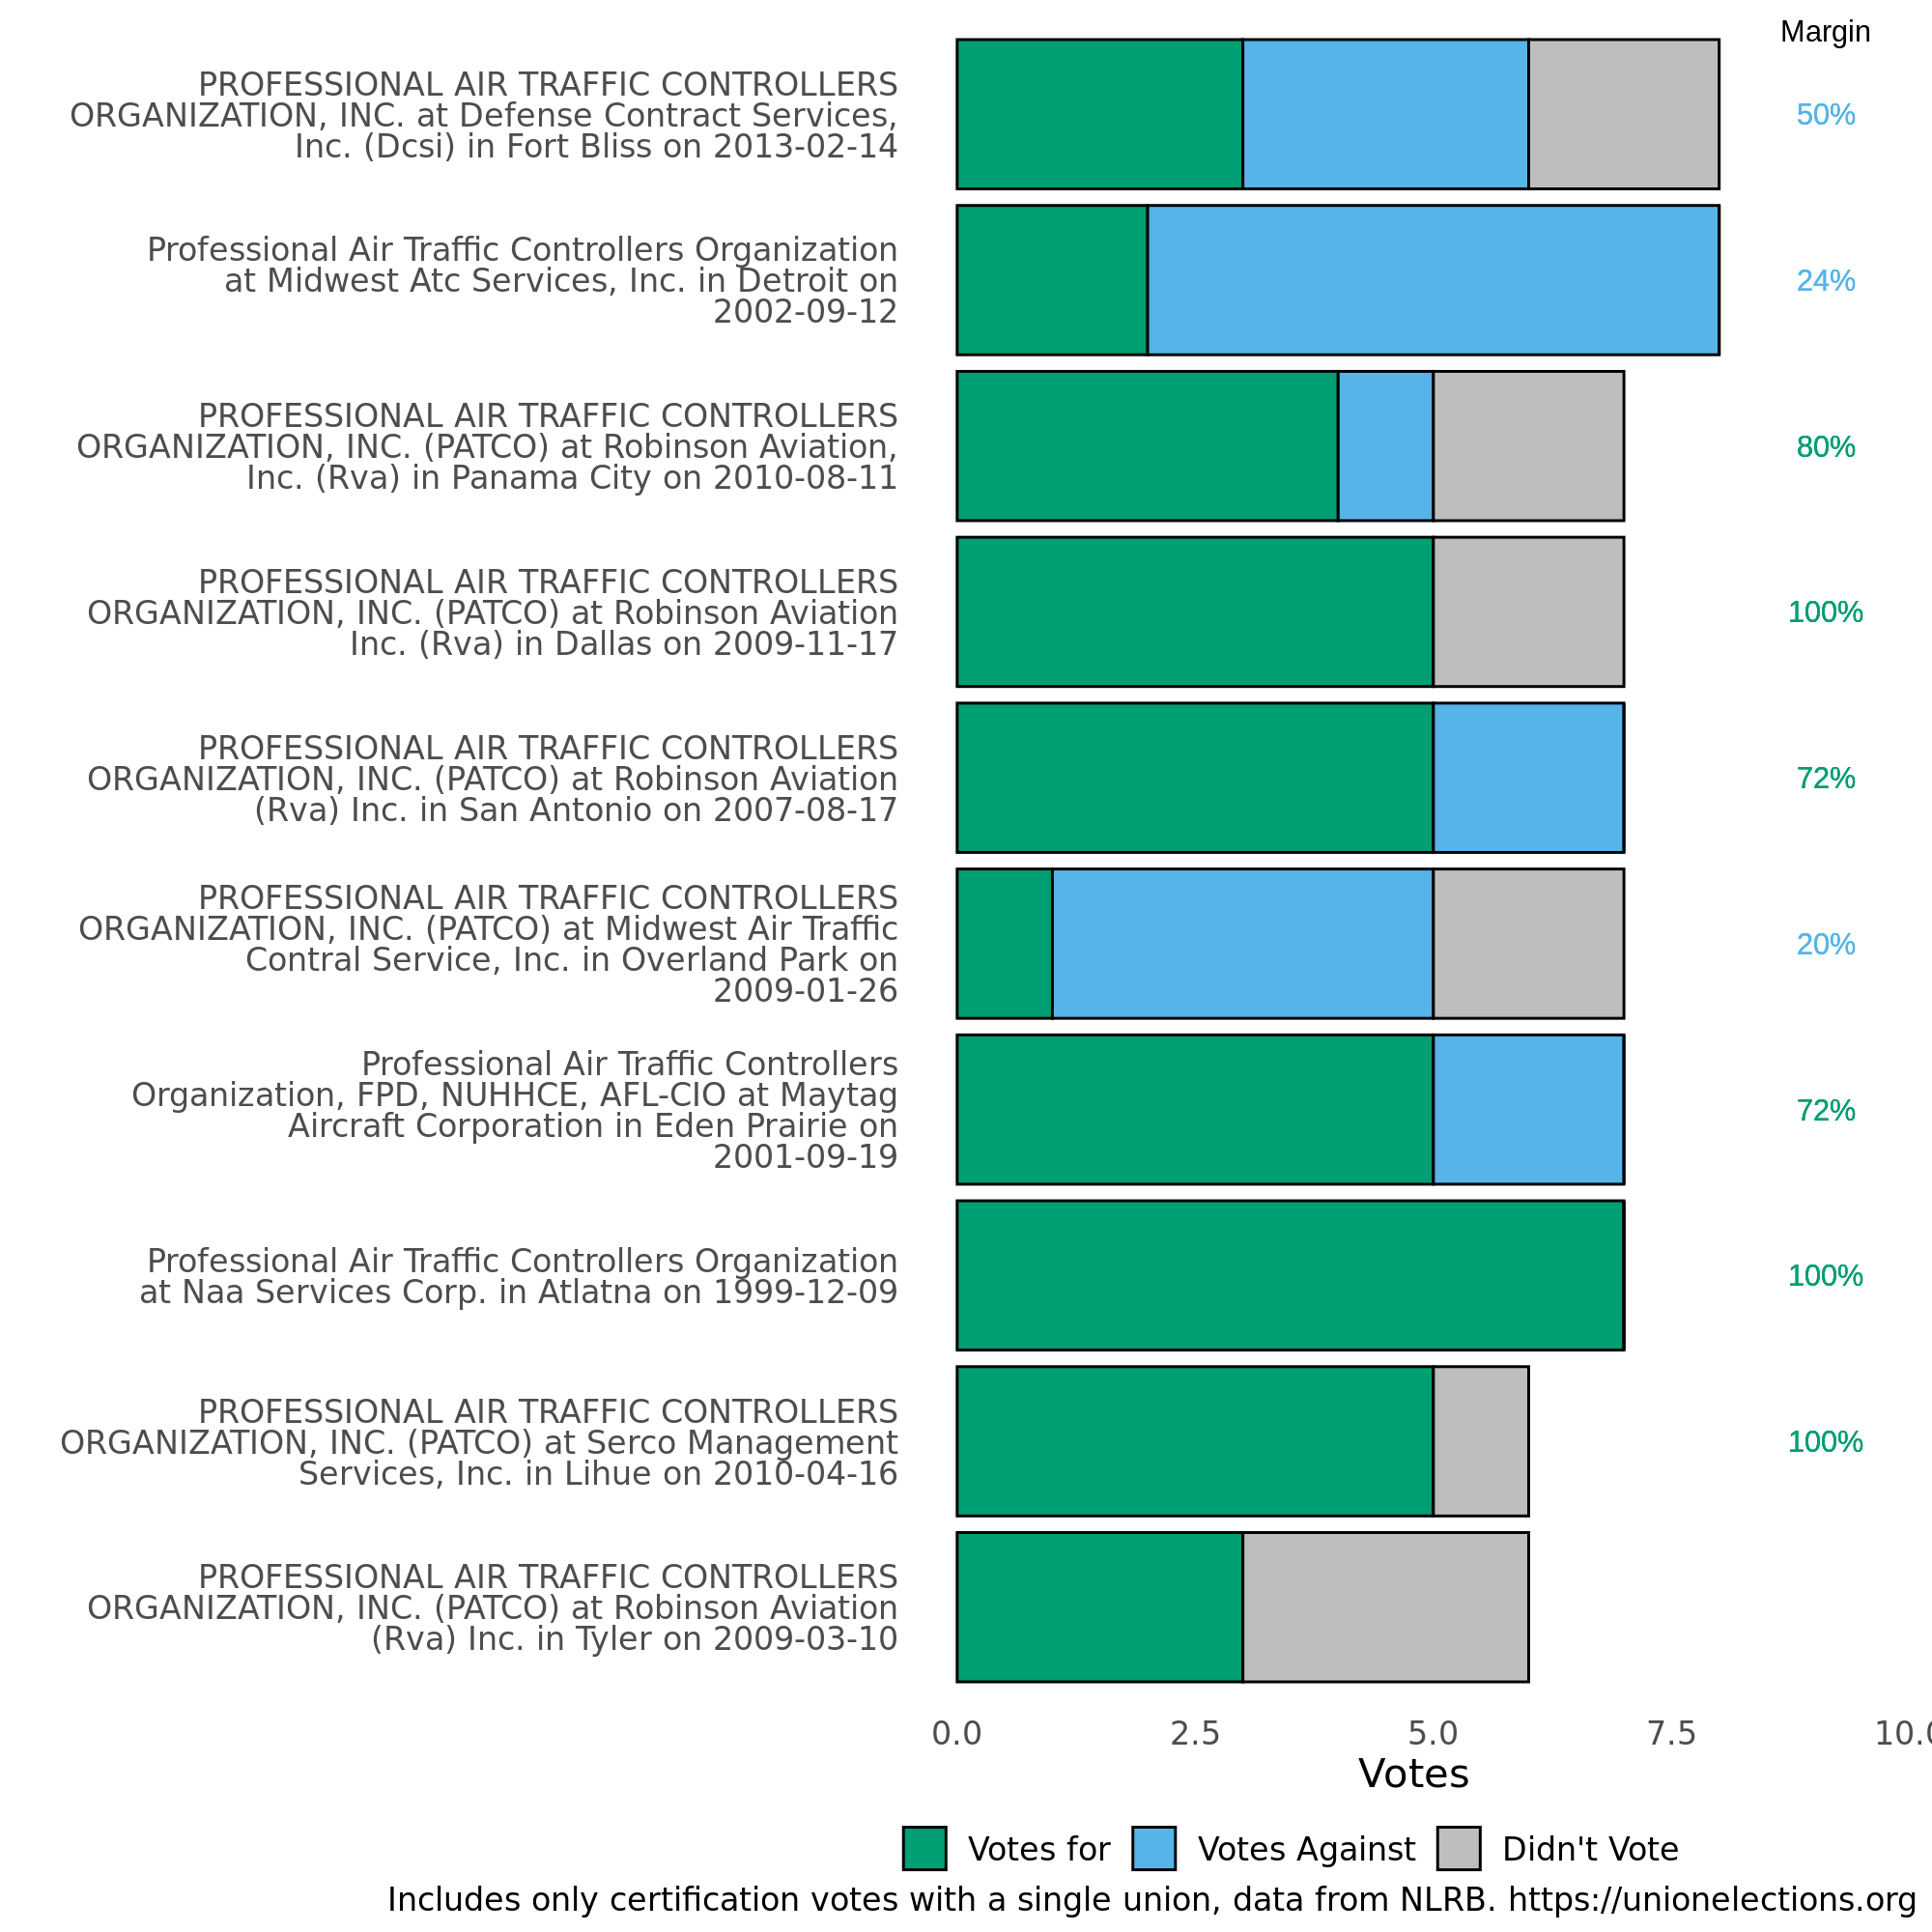 Margin
PROFESSIONAL AIR TRAFFIC CONTROLLERS
ORGANIZATION, INC. at Defense Contract Services,
Inc. (Dcsi) in Fort Bliss on 2013-02-14
50%
Professional Air Traffic Controllers Organization
at Midwest Atc Services, Inc. in Detroit on
2002-09-12
24%
PROFESSIONAL AIR TRAFFIC CONTROLLERS
ORGANIZATION, INC. (PATCO) at Robinson Aviation,
Inc. (Rva) in Panama City on 2010-08-11
80%
PROFESSIONAL AIR TRAFFIC CONTROLLERS
ORGANIZATION, INC. (PATCO) at Robinson Aviation
Inc. (Rva) in Dallas on 2009-11-17
100%
PROFESSIONAL AIR TRAFFIC CONTROLLERS
ORGANIZATION, INC. (PATCO) at Robinson Aviation
(Rva) Inc. in San Antonio on 2007-08-17
72%
PROFESSIONAL AIR TRAFFIC CONTROLLERS
ORGANIZATION, INC. (PATCO) at Midwest Air Traffic
Contral Service, Inc. in Overland Park on
2009-01-26
20%
Professional Air Traffic Controllers
Organization, FPD, NUHHCE, AFL-CIO at Maytag
Aircraft Corporation in Eden Prairie on
2001-09-19
72%
Professional Air Traffic Controllers Organization
at Naa Services Corp. in Atlatna on 1999-12-09
100%
PROFESSIONAL AIR TRAFFIC CONTROLLERS
ORGANIZATION, INC. (PATCO) at Serco Management
Services, Inc. in Lihue on 2010-04-16
100%
PROFESSIONAL AIR TRAFFIC CONTROLLERS
ORGANIZATION, INC. (PATCO) at Robinson Aviation
(Rva) Inc. in Tyler on 2009-03-10
0.0 2.5 5.0 7.5 10.0
Votes
Votes for Votes Against Didn't Vote
Includes only certification votes with a single union, data from NLRB. https://unionelections.org